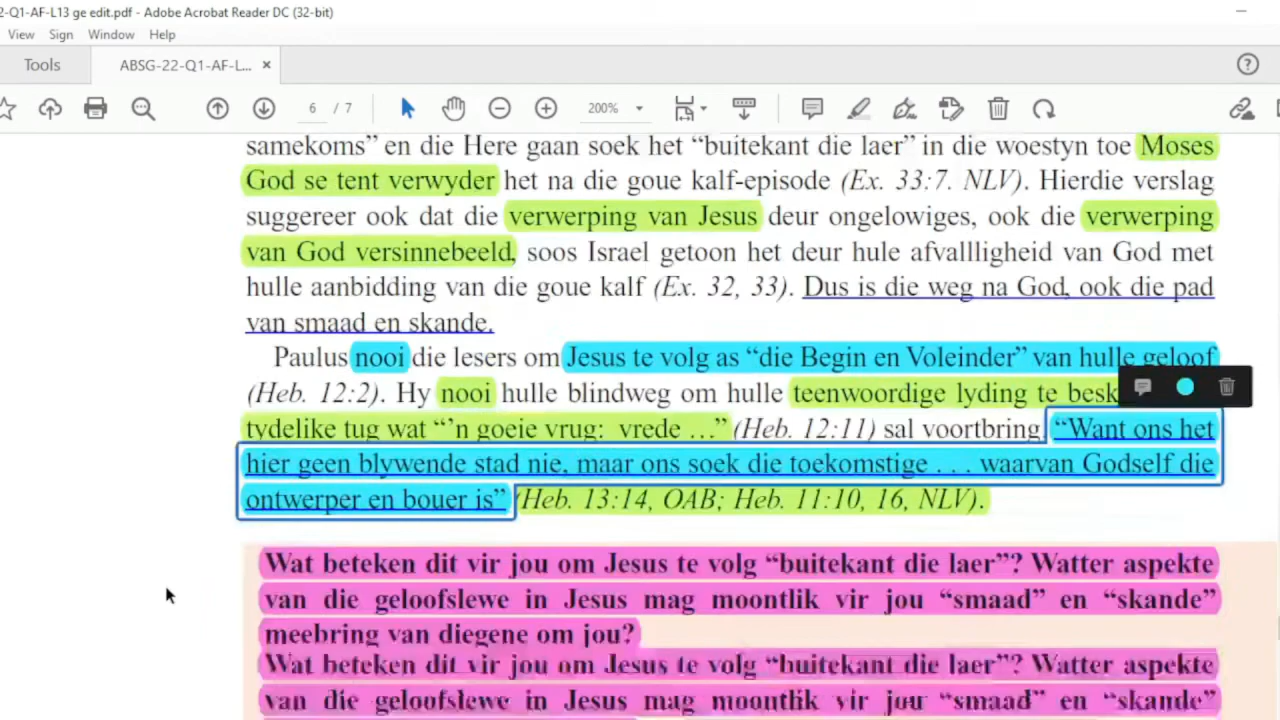 2-Q1-AF-L13 ge edit.pdf - Adobe Acrobat Reader DC (32-bit)
View Sign Window Help
Tools ABSG-22-Q1-AF-L... ×
6 / 7 200%
samekoms” en die Here gaan soek het “buitekant die laer” in die woestyn toe Moses
God se tent verwyder het na die goue kalf-episode (Ex. 33:7. NLV). Hierdie verslag
suggereer ook dat die verwerping van Jesus deur ongelowiges, ook die verwerping
van God versinnebeeld, soos Israel getoon het deur hule afvallligheid van God met
hulle aanbidding van die goue kalf (Ex. 32, 33). Dus is die weg na God, ook die pad
van smaad en skande.
Paulus nooi die lesers om Jesus te volg as “die Begin en Voleinder” van hulle geloof
(Heb. 12:2). Hy nooi hulle blindweg om hulle teenwoordige lyding te besk
tydelike tug wat “’n goeie vrug: vrede …” (Heb. 12:11) sal voortbring. “Want ons het
hier geen blywende stad nie, maar ons soek die toekomstige . . . waarvan Godself die
ontwerper en bouer is” (Heb. 13:14, OAB; Heb. 11:10, 16, NLV).
Wat beteken dit vir jou om Jesus te volg “buitekant die laer”? Watter aspekte
van die geloofslewe in Jesus mag moontlik vir jou “smaad” en “skande”
meebring van diegene om jou?
Wat beteken dit vir jou om Jesus te volg “buitekant die laer”? Watter aspekte
van die geloofslewe in Jesus mag moontlik vir jou “smaad” en “skande”